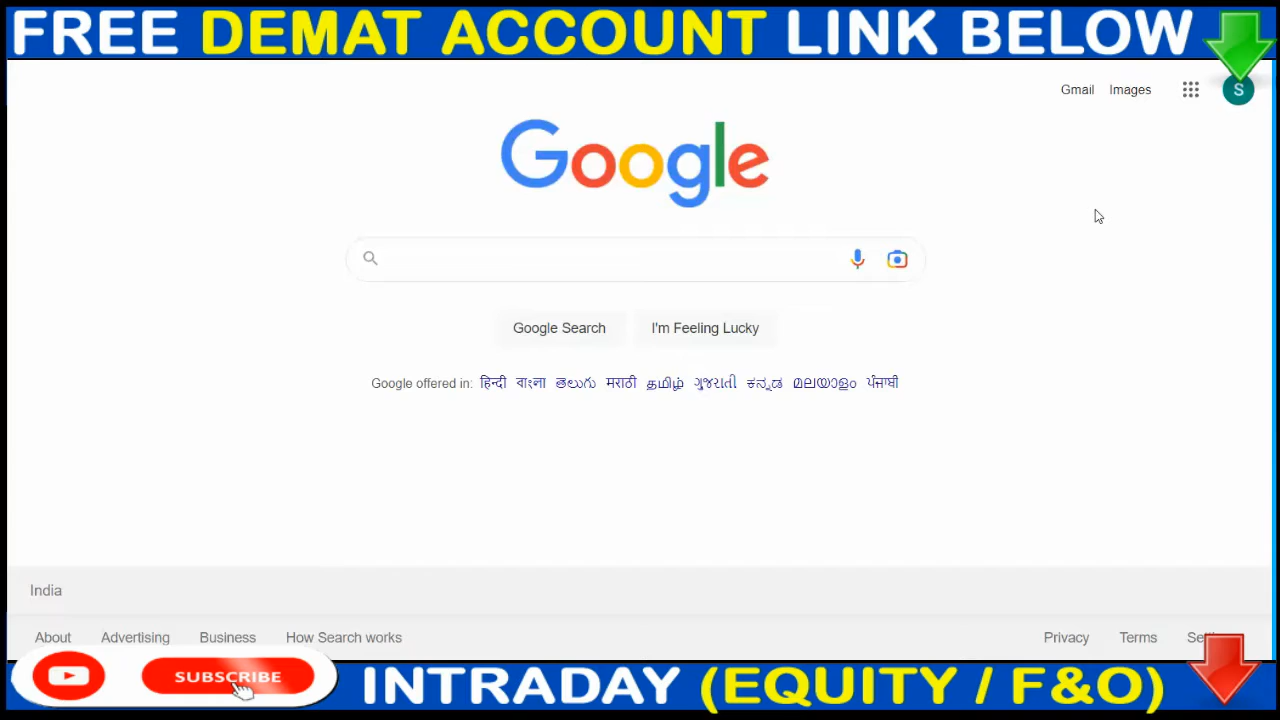 FREE DEMAT ACCOUNT LINK BELOW
Gmail Images
S
Google
Google Search I'm Feeling Lucky
Google offered in: हिन्दी বাংলা తెలుగు मराठी தமிழ் ગુજરાતી ಕನ್ನಡ മലയാളം ਪੰਜਾਬੀ
India
About Advertising Business How Search works Privacy Terms
SUBSCRIBE
INTRADAY (EQUITY / F&O)